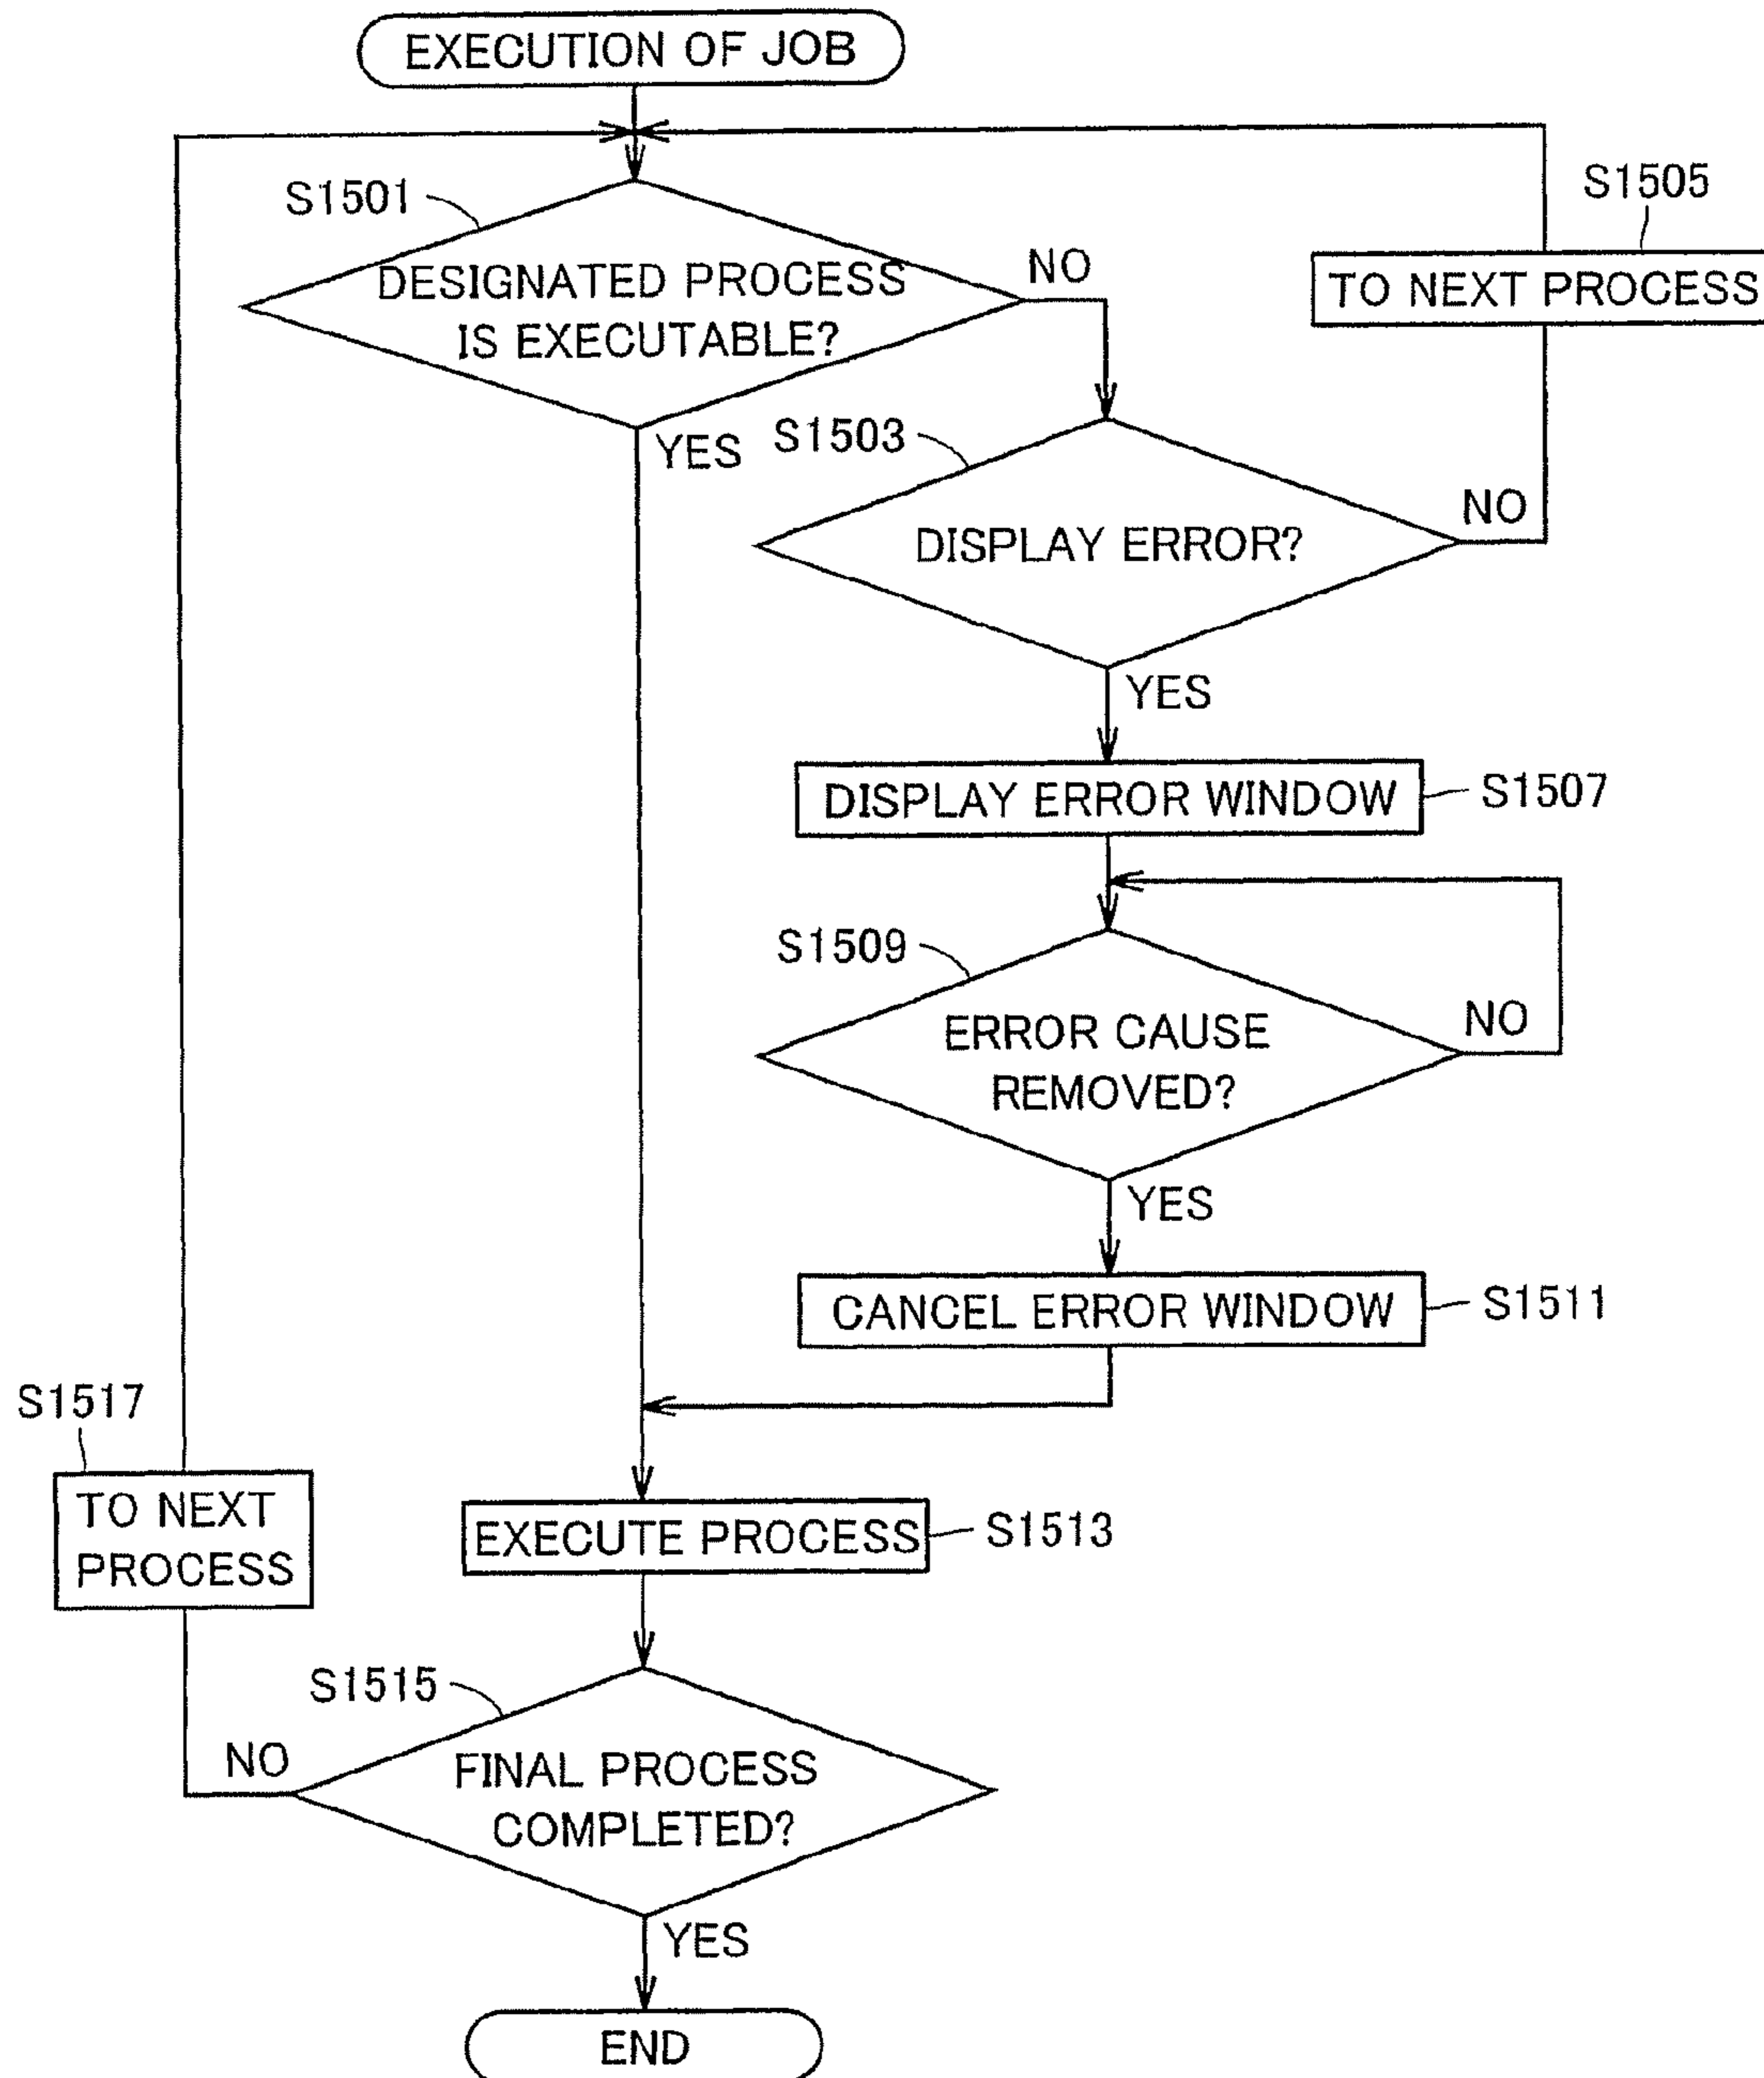 EXECUTION OF JOB
S1501
DESIGNATED PROCESS
IS EXECUTABLE?
NO
YES
S1505
TO NEXT PROCESS
S1503
DISPLAY ERROR?
NO
YES
DISPLAY ERROR WINDOW
S1507
S1509
ERROR CAUSE
REMOVED?
NO
YES
CANCEL ERROR WINDOW
S1511
S1517
TO NEXT
PROCESS
EXECUTE PROCESS
S1513
S1515
FINAL PROCESS
COMPLETED?
NO
YES
END